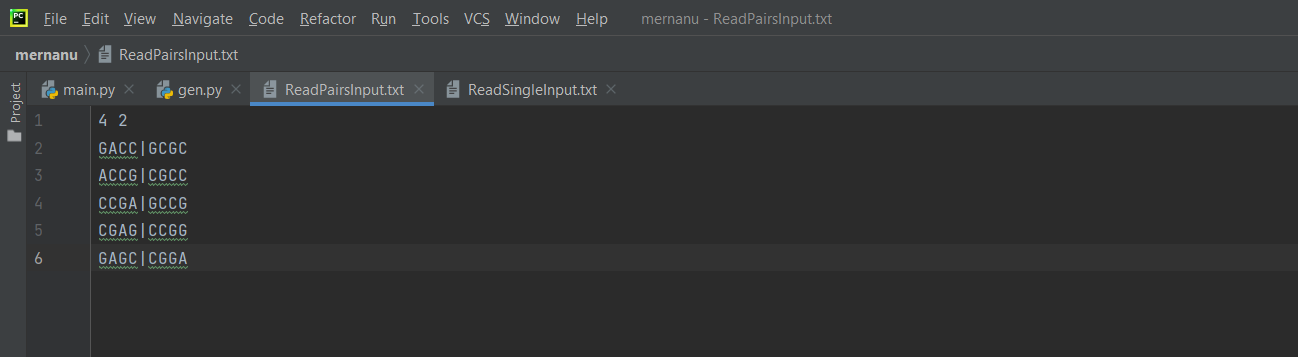 PC
File Edit View Navigate Code Refactor Run Tools VCS Window Help mernanu - ReadPairsInput.txt
mernanu ReadPairsInput.txt
Project
main.py gen.py ReadPairsInput.txt ReadSingleInput.txt
1 4 2
2 GACC|GCGC
3 ACCG|CGCC
4 CCGA|GCCG
5 CGAG|CCGG
6 GAGC|CGGA